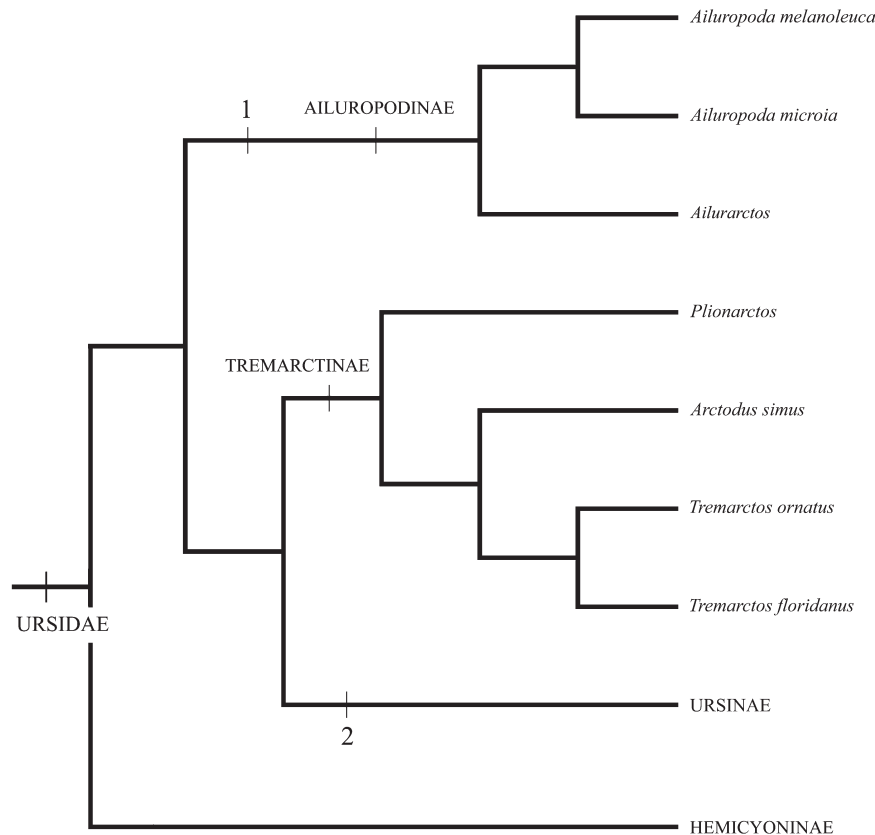 Ailuropoda melanoleuca
1
AILUROPODINAE
Ailuropoda microia
Ailurarctos
Plionarctos
TREMARCTINAE
Arctodus simus
Tremarctos ornatus
Tremarctos floridanus
URSIDAE
URSINAE
2
HEMICYONINAE